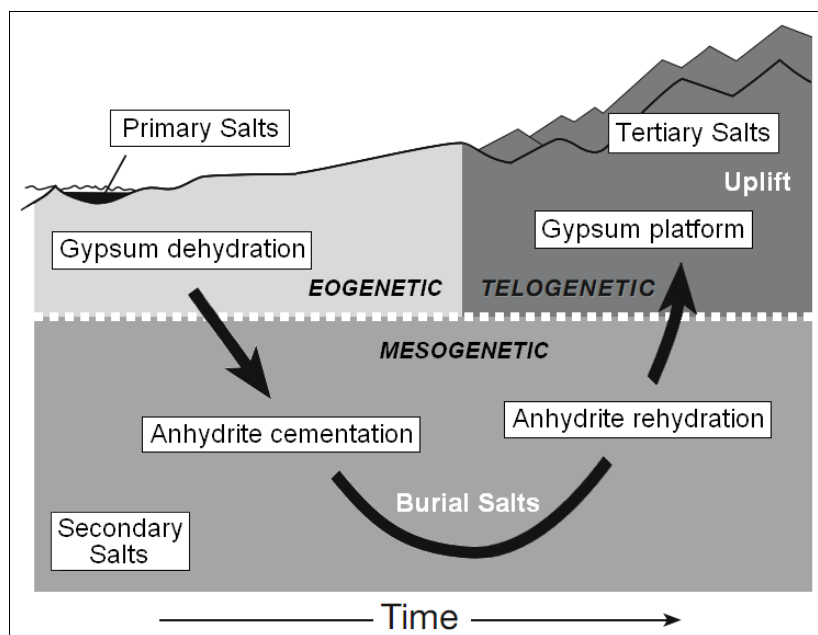 Primary Salts
Tertiary Salts
Uplift
Gypsum dehydration
Gypsum platform
EOGENETIC
TELOGENETIC
MESOGENETIC
Anhydrite cementation
Anhydrite rehydration
Burial Salts
Secondary
Salts
Time